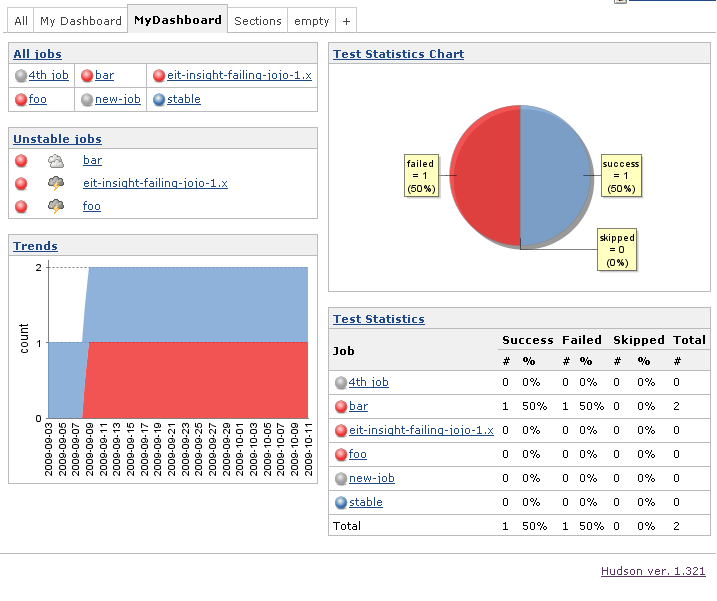 All My Dashboard MyDashboard Sections empty +
All jobs
4th job bar eit-insight-failing-jojo-1.x
foo new-job stable
Unstable jobs
bar
eit-insight-failing-jojo-1.x
foo
Trends
2
1
0
count
2009-09-03
2009-09-05
2009-09-07
2009-09-09
2009-09-11
2009-09-13
2009-09-15
2009-09-17
2009-09-19
2009-09-21
2009-09-23
2009-09-25
2009-09-27
2009-09-29
2009-10-01
2009-10-03
2009-10-05
2009-10-07
2009-10-09
2009-10-11
Test Statistics Chart
failed
= 1
(50%)
success
= 1
(50%)
skipped
= 0
(0%)
Test Statistics
Job Success Failed Skipped Total
# % # % # % #
4th job 0 0% 0 0% 0 0% 0
bar 1 50% 1 50% 0 0% 2
eit-insight-failing-jojo-1.x 0 0% 0 0% 0 0% 0
foo 0 0% 0 0% 0 0% 0
new-job 0 0% 0 0% 0 0% 0
stable 0 0% 0 0% 0 0% 0
Total 1 50% 1 50% 0 0% 2
Hudson ver. 1.321